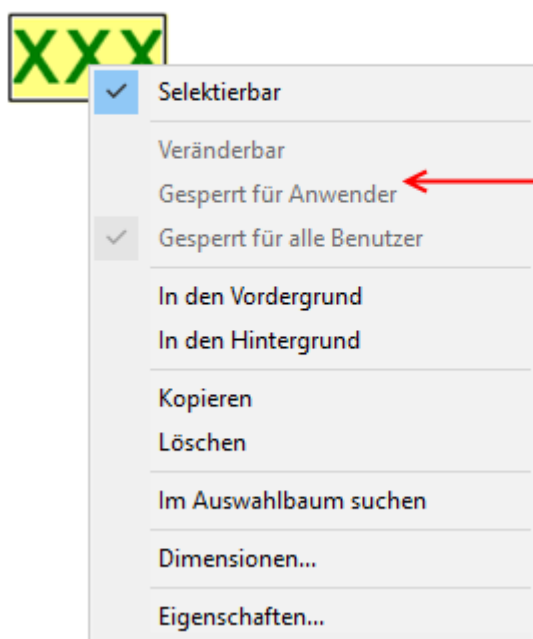 XXX
Selektierbar
Veränderbar
Gesperrt für Anwender
Gesperrt für alle Benutzer
In den Vordergrund
In den Hintergrund
Kopieren
Löschen
Im Auswahlbaum suchen
Dimensionen...
Eigenschaften...